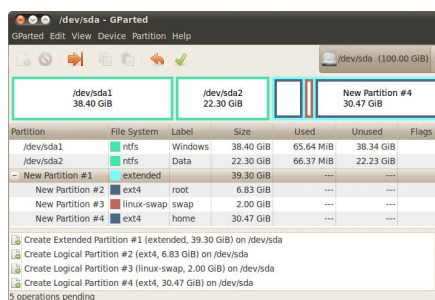 /dev/sda - GParted
GParted Edit View Device Partition Help
/dev/sda (100.00 GiB)
/dev/sda1
38.40 GiB
/dev/sda2
22.30 GiB
New Partition #4
30.47 GiB
Partition File System Label Size Used Unused Flags
/dev/sda1 ntfs Windows 38.40 GiB 65.64 MiB 38.34 GiB
/dev/sda2 ntfs Data 22.30 GiB 66.37 MiB 22.23 GiB
New Partition #1 extended 39.30 GiB --- ---
New Partition #2 ext4 root 6.83 GiB --- ---
New Partition #3 linux-swap swap 2.00 GiB --- ---
New Partition #4 ext4 home 30.47 GiB --- ---
Create Extended Partition #1 (extended, 39.30 GiB) on /dev/sda
Create Logical Partition #2 (ext4, 6.83 GiB) on /dev/sda
Create Logical Partition #3 (linux-swap, 2.00 GiB) on /dev/sda
Create Logical Partition #4 (ext4, 30.47 GiB) on /dev/sda
5 operations pending